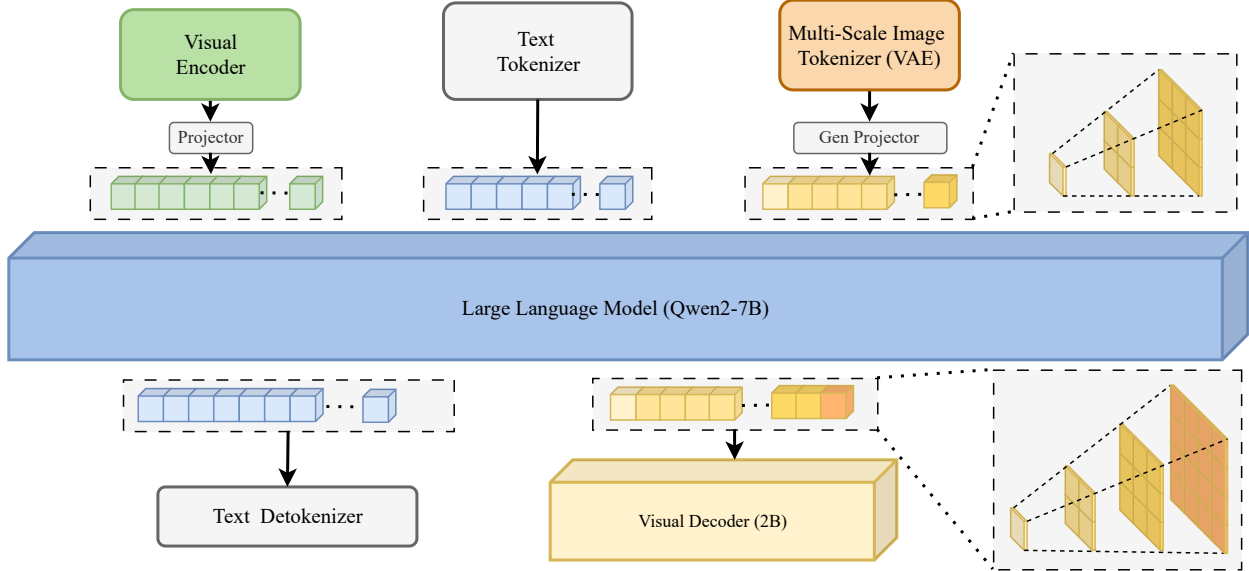 Visual
Encoder
Text
Tokenizer
Multi-Scale Image
Tokenizer (VAE)
Projector
Gen Projector
Large Language Model (Qwen2-7B)
Text Detokenizer
Visual Decoder (2B)